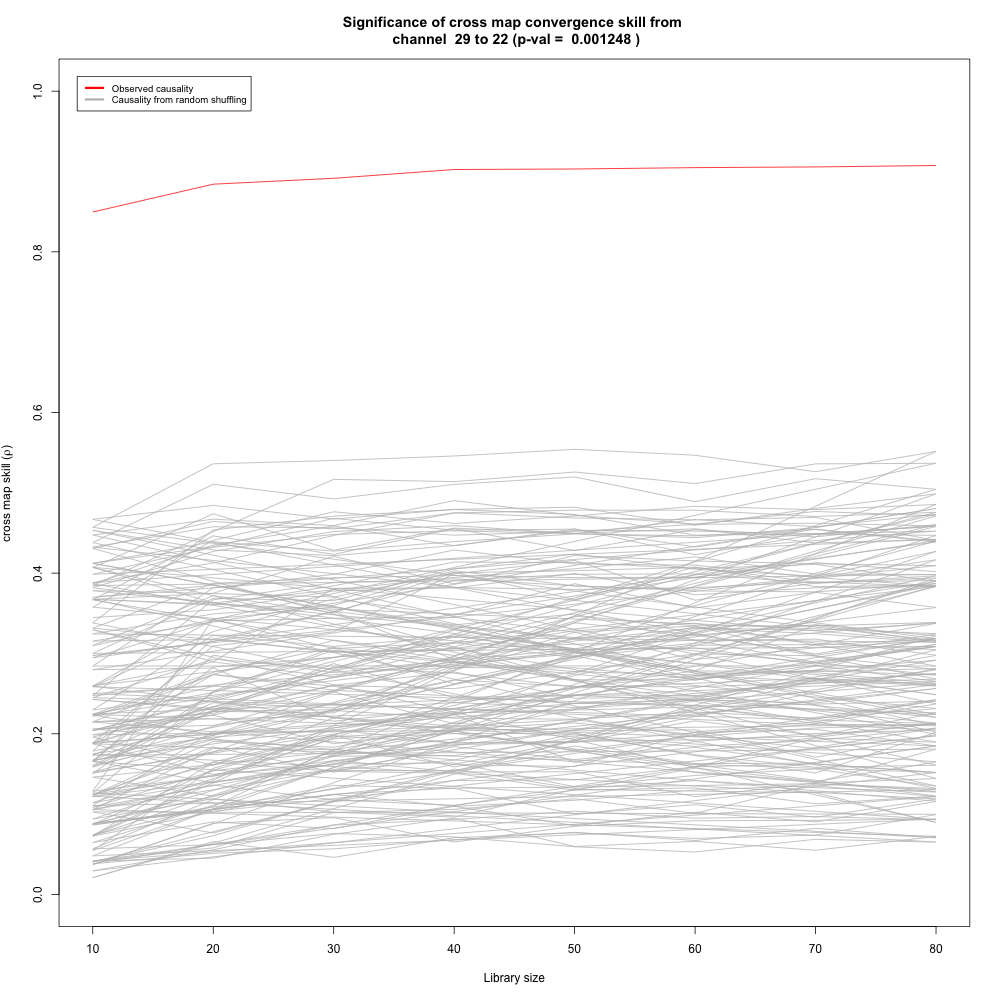 Significance of cross map convergence skill from
channel  29 to 22 (p-val =  0.001248 )
Observed causality
Causality from random shuffling
1.0
0.8
0.6
0.4
0.2
0.0
cross map skill (ρ)
10 20 30 40 50 60 70 80
Library size